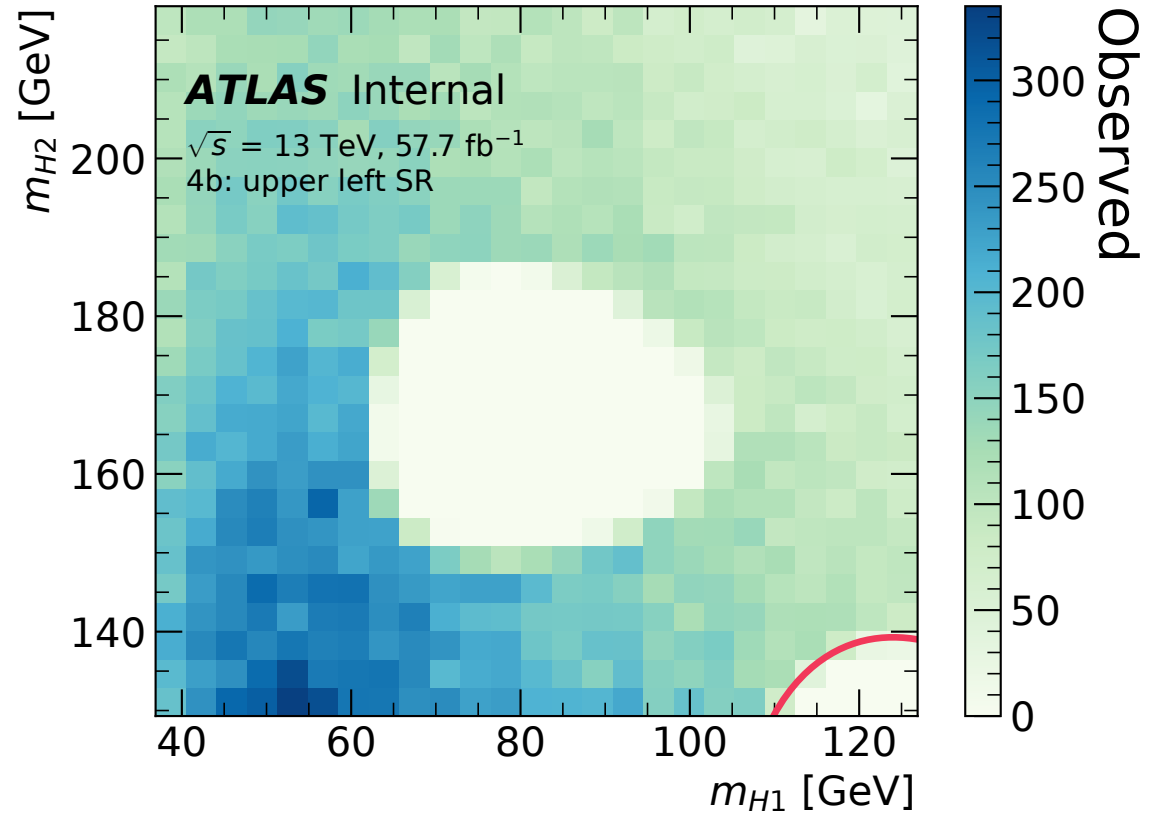 ATLAS Internal
√s = 13 TeV, 57.7 fb⁻¹
4b: upper left SR
m_H2 [GeV]
200
180
160
140
40 60 80 100 120
m_H1 [GeV]
300
250
200
150
100
50
0
Observed